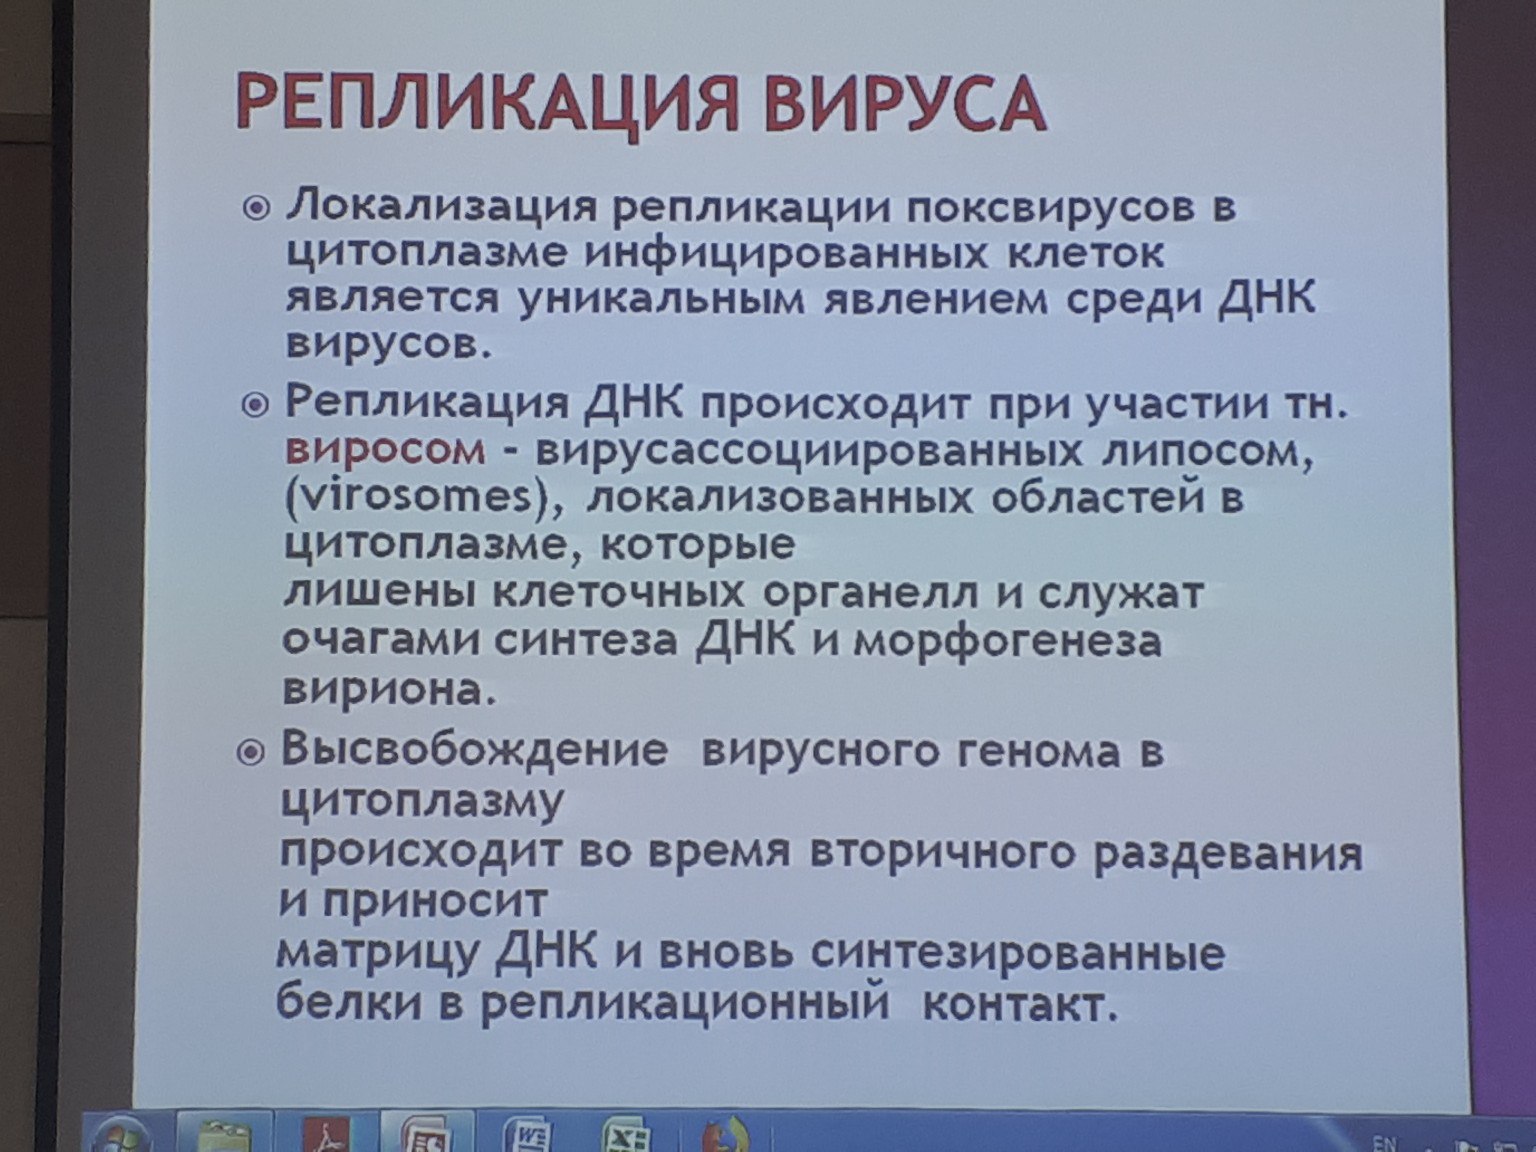 РЕПЛИКАЦИЯ ВИРУСА
Локализация репликации поксвирусов в
цитоплазме инфицированных клеток
является уникальным явлением среди ДНК
вирусов.
Репликация ДНК происходит при участии тн.
виросом - вирусассоциированных липосом,
(virosomes), локализованных областей в
цитоплазме, которые
лишены клеточных органелл и служат
очагами синтеза ДНК и морфогенеза
вириона.
Высвобождение вирусного генома в
цитоплазму
происходит во время вторичного раздевания
и приносит
матрицу ДНК и вновь синтезированные
белки в репликационный контакт.
EN